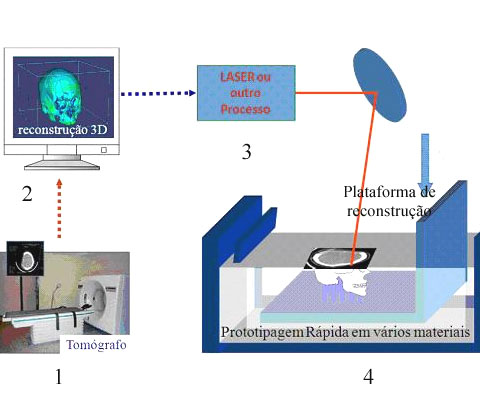 reconstrução 3D
2
LASER ou
outro
Processo
3
Plataforma de
reconstrução
Tomógrafo
1
Prototipagem Rápida em vários materiais
4